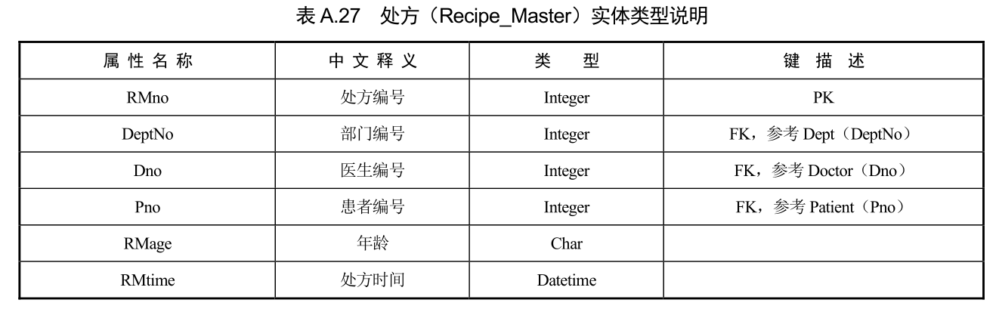 表 A.27 处方（Recipe_Master）实体类型说明
属性名称 中文释义 类型 键描述
RMno 处方编号 Integer PK
DeptNo 部门编号 Integer FK，参考 Dept（DeptNo）
Dno 医生编号 Integer FK，参考 Doctor（Dno）
Pno 患者编号 Integer FK，参考 Patient（Pno）
RMage 年龄 Char
RMtime 处方时间 Datetime